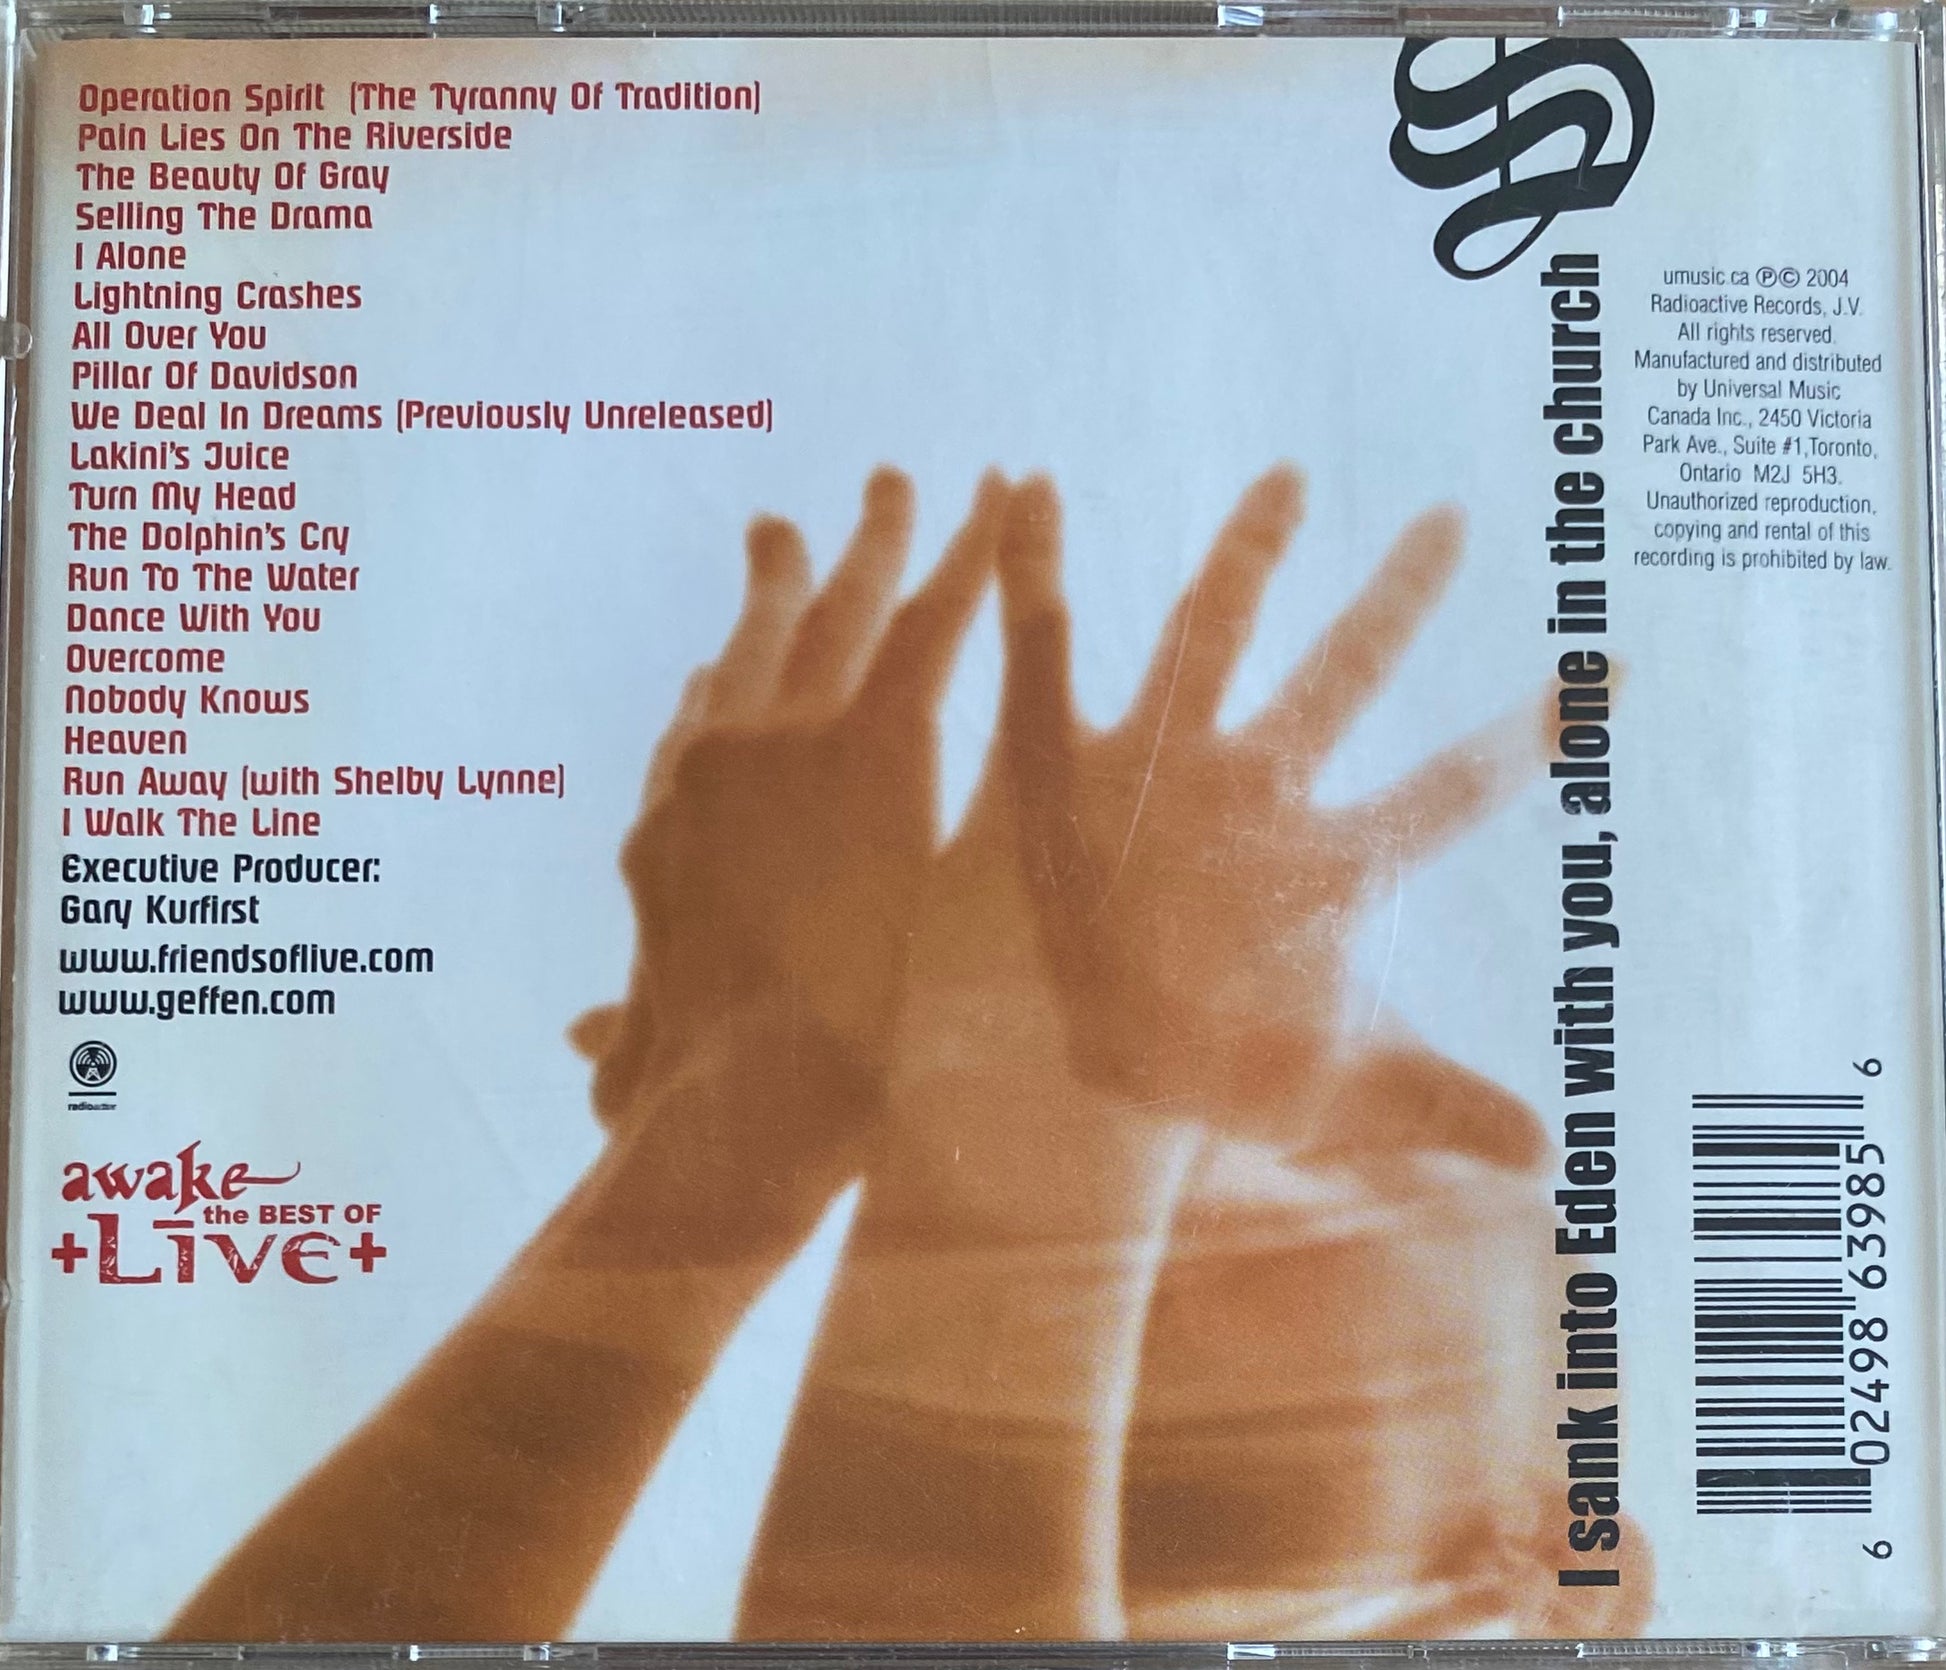 Operation Spirit (The Tyranny Of Tradition)
Pain Lies On The Riverside
The Beauty Of Gray
Selling The Drama
I Alone
Lightning Crashes
All Over You
Pillar Of Davidson
We Deal In Dreams (Previously Unreleased)
Lakini's Juice
Turn My Head
The Dolphin's Cry
Run To The Water
Dance With You
Overcome
Nobody Knows
Heaven
Run Away (with Shelby Lynne)
I Walk The Line
Executive Producer:
Gary Kurfirst
www.friendsoflive.com
www.geffen.com
awake
the BEST OF
+Līve+
I sank into Eden with you, alone in the church
umusic.ca ℗© 2004
Radioactive Records, J.V.
All rights reserved.
Manufactured and distributed
by Universal Music
Canada Inc., 2450 Victoria
Park Ave., Suite #1,Toronto,
Ontario M2J 5H3.
Unauthorized reproduction,
copying and rental of this
recording is prohibited by law.
6 02498 63985 6